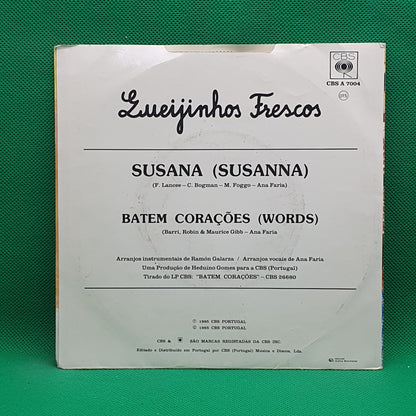 CBS
CBS A 7004
Queijinhos Frescos
SUSANA (SUSANNA)
(F. Lancee – C. Bogman – M. Foggo – Ana Faria)
BATEM CORAÇÕES (WORDS)
(Barri, Robin & Maurice Gibb – Ana Faria
Arranjos instrumentais de Ramón Galarza / Arranjos vocais de Ana Faria
Uma Produção de Heduino Gomes para a CBS (Portugal)
Tirado do LP CBS: "BATEM CORAÇÕES" – CBS 26680
℗ 1985 CBS PORTUGAL
© 1985 CBS PORTUGAL
CBS & SÃO MARCAS REGISTADAS DA CBS INC.
Editado e Distribuído em Portugal por CBS (Portugal) Música e Discos, Lda.